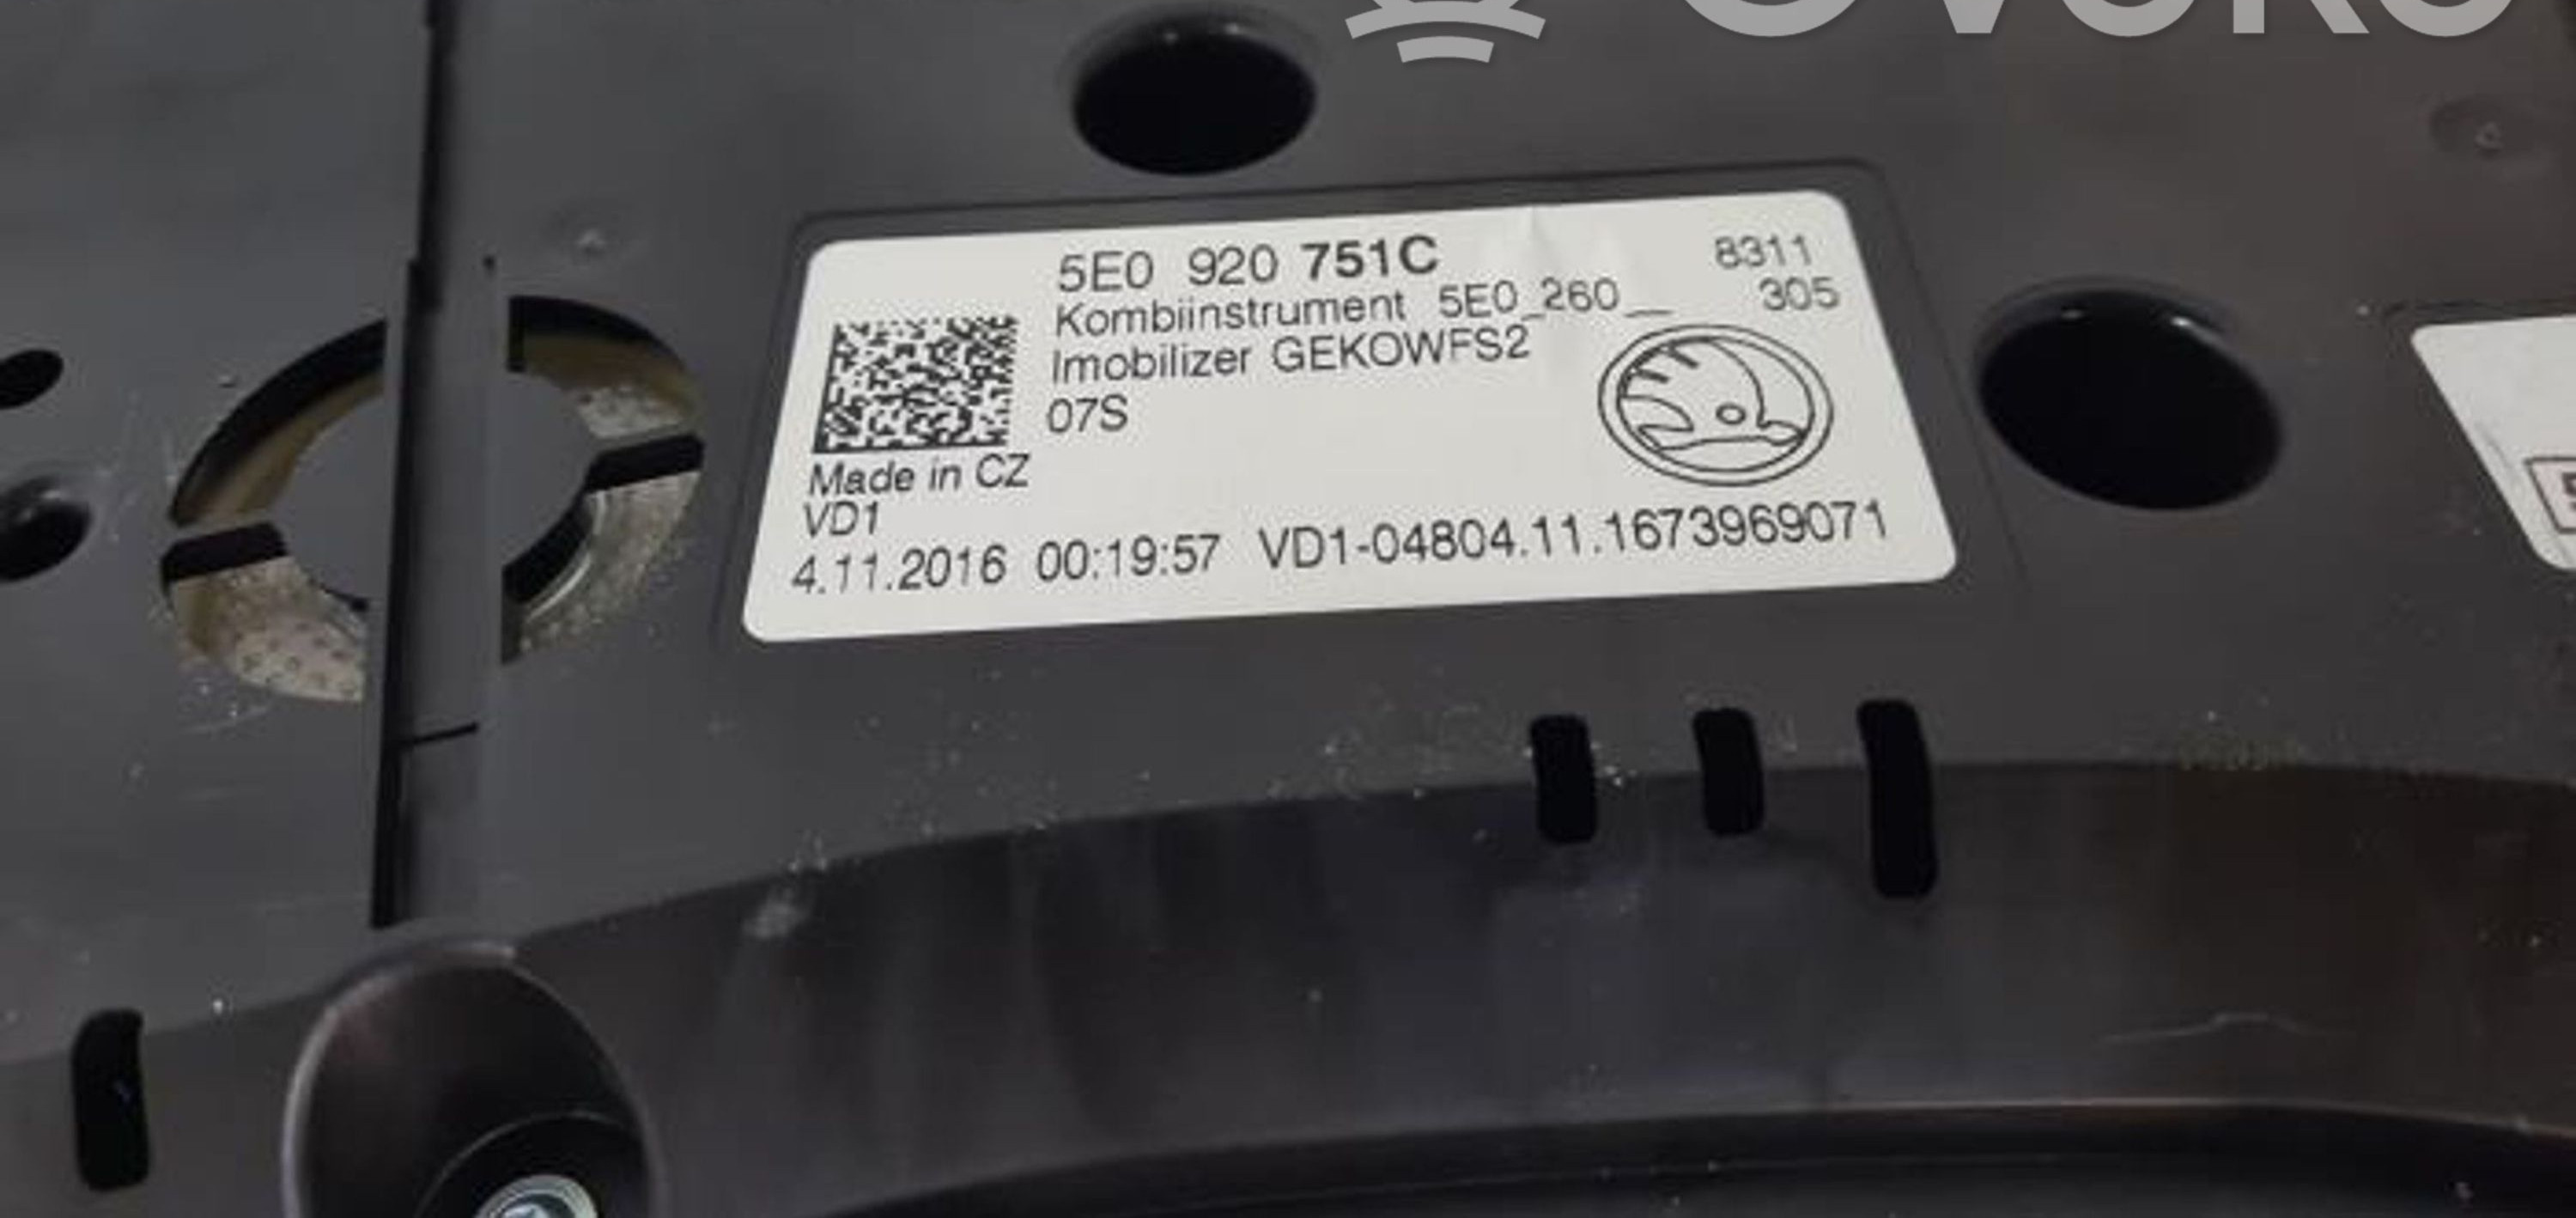 5E0 920 751C 8311
Kombiinstrument 5E0_260__ 305
Imobilizer GEKOWFS2
07S
Made in CZ
VD1
4.11.2016 00:19:57 VD1-04804.11.1673969071